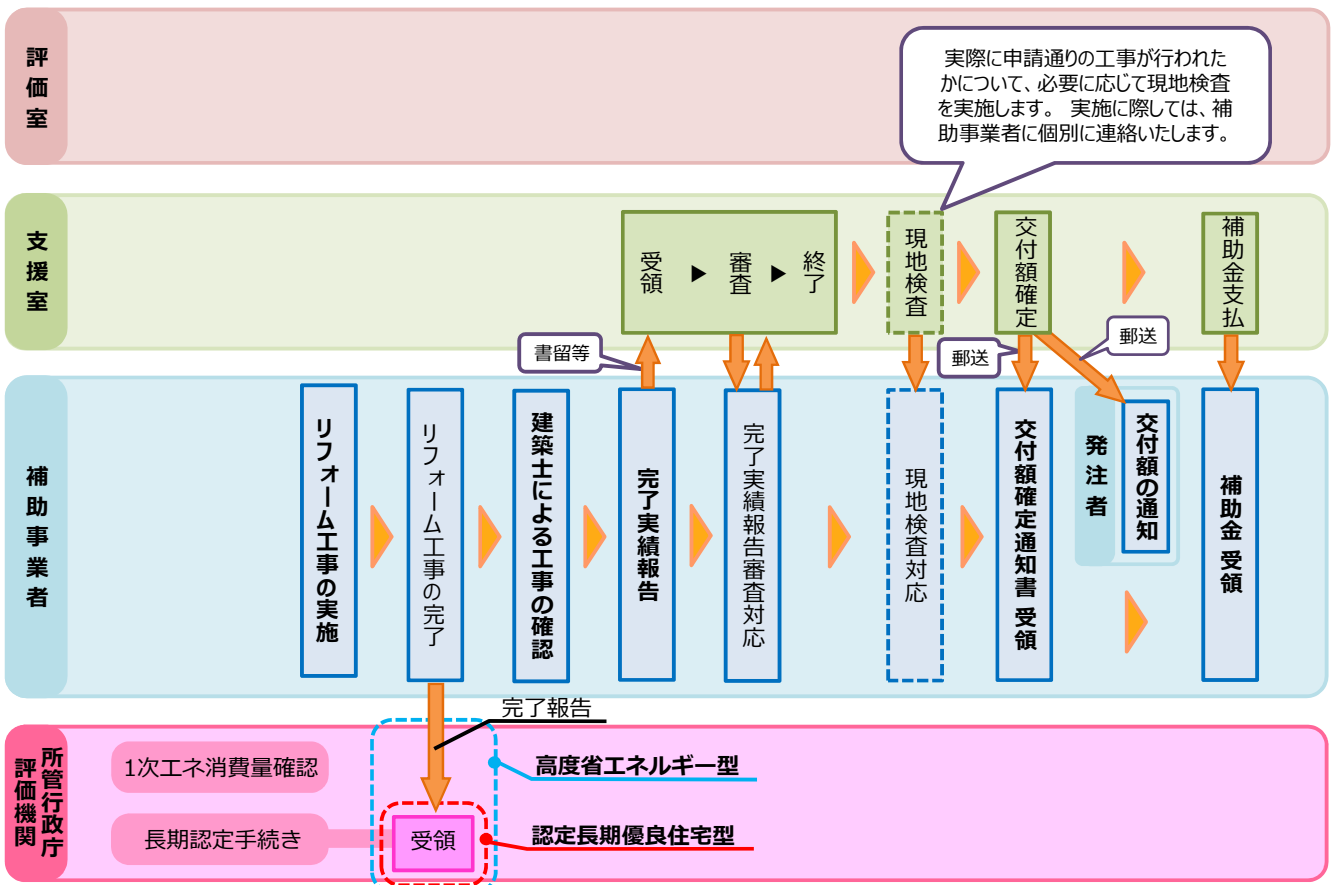 評価室
実際に申請通りの工事が行われた
かについて、必要に応じて現地検査
を実施します。 実施に際しては、補
助事業者に個別に連絡いたします。
支援室
受領 ▶ 審査 ▶ 終了
現地検査
交付額確定
補助金支払
書留等
郵送
郵送
補助事業者
リフォーム工事の実施
リフォーム工事の完了
建築士による工事の確認
完了実績報告
完了実績報告審査対応
現地検査対応
交付額確定通知書 受領
発注者
交付額の通知
補助金 受領
完了報告
所管行政庁
評価機関
1次エネ消費量確認
高度省エネルギー型
長期認定手続き
受領
認定長期優良住宅型